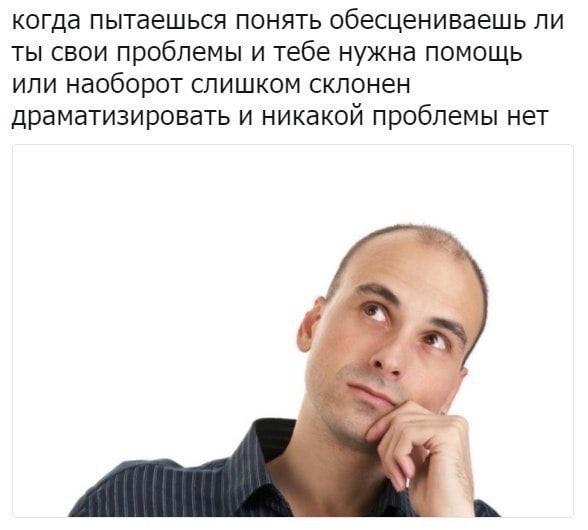 когда пытаешься понять обесцениваешь ли
ты свои проблемы и тебе нужна помощь
или наоборот слишком склонен
драматизировать и никакой проблемы нет